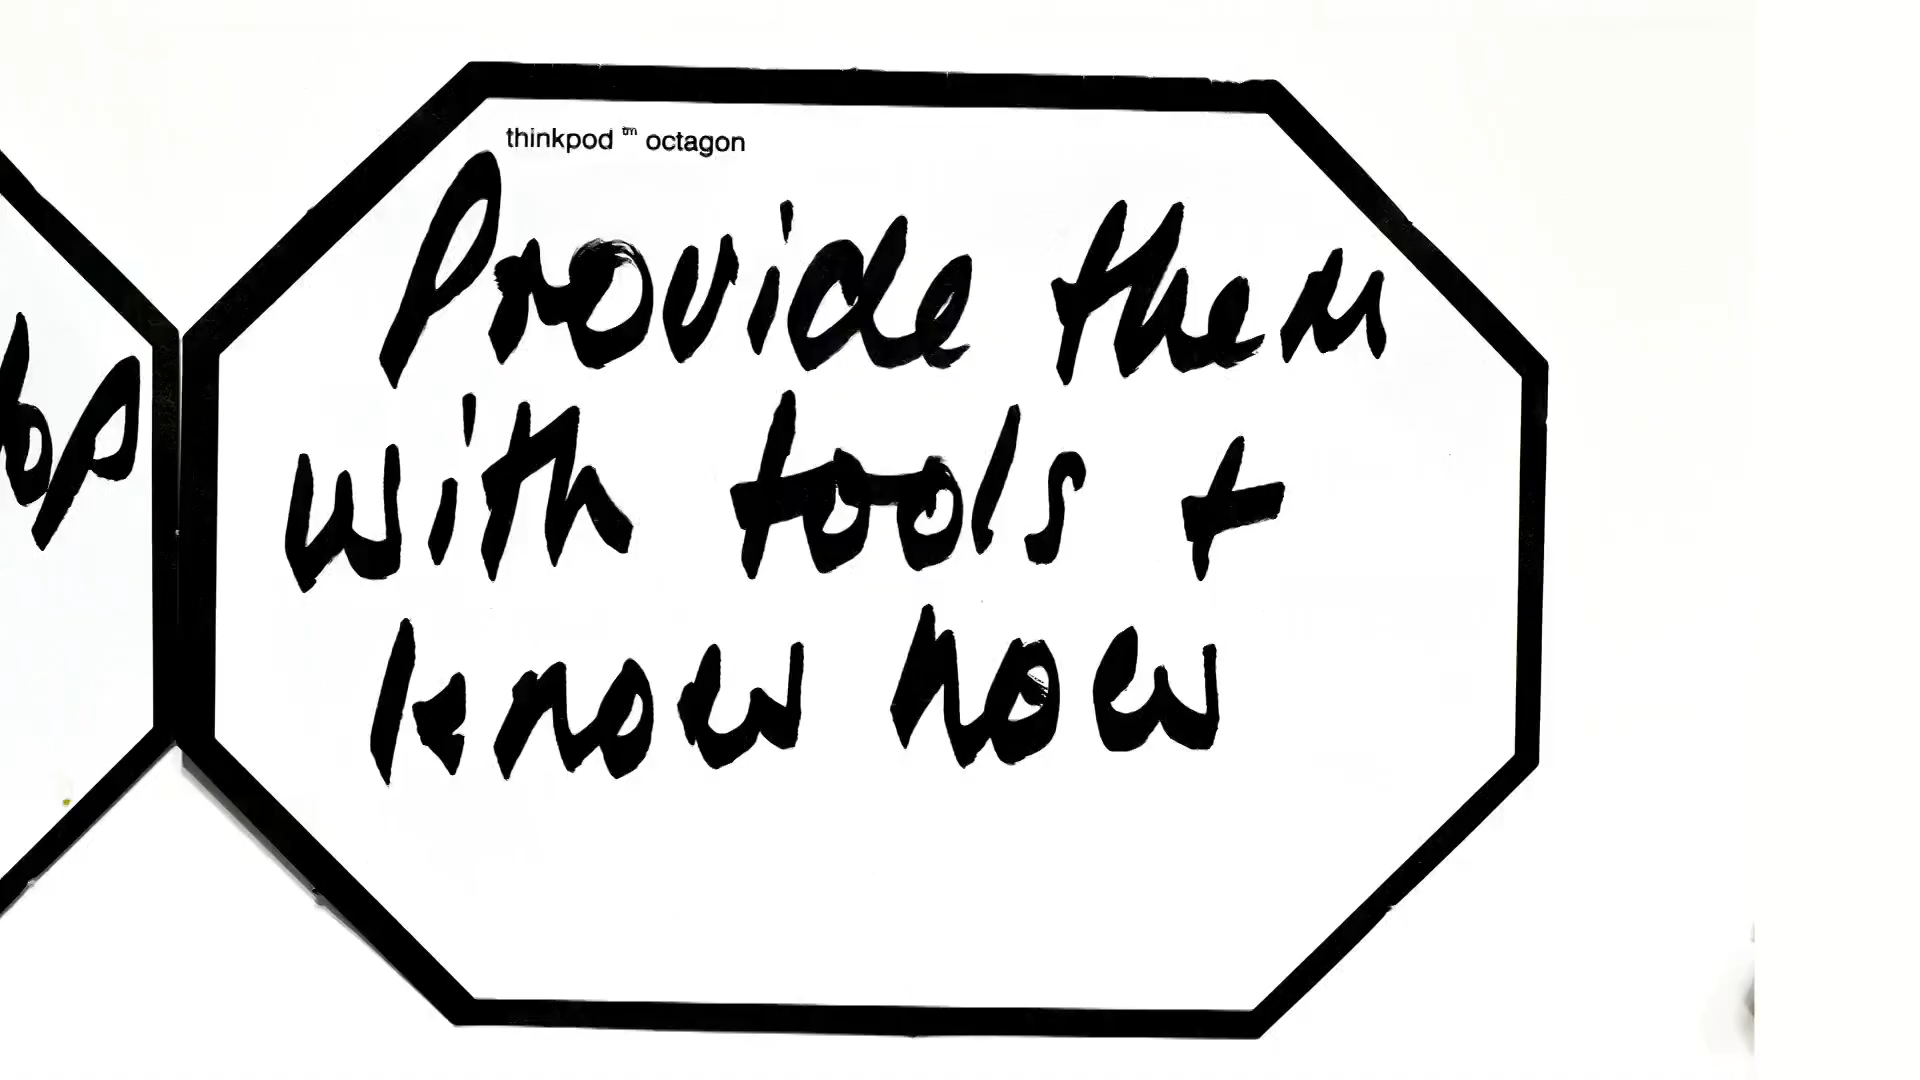 thinkpod ™ octagon
Provide them
with tools +
know how